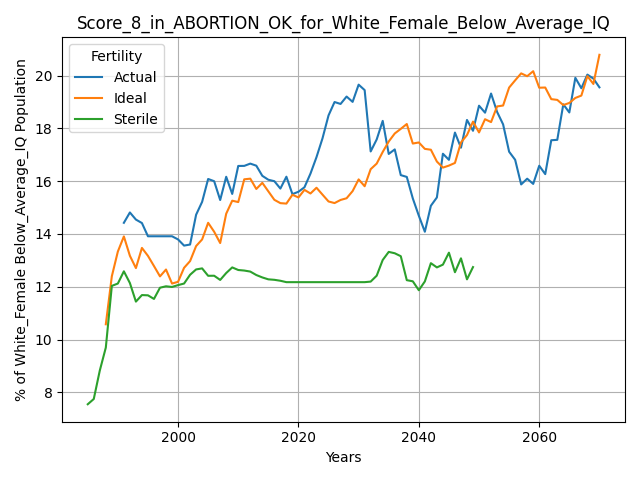 Score_8_in_ABORTION_OK_for_White_Female_Below_Average_IQ
Fertility
Actual
Ideal
Sterile
% of White_Female Below_Average_IQ Population
20
18
16
14
12
10
8
2000
2020
2040
2060
Years